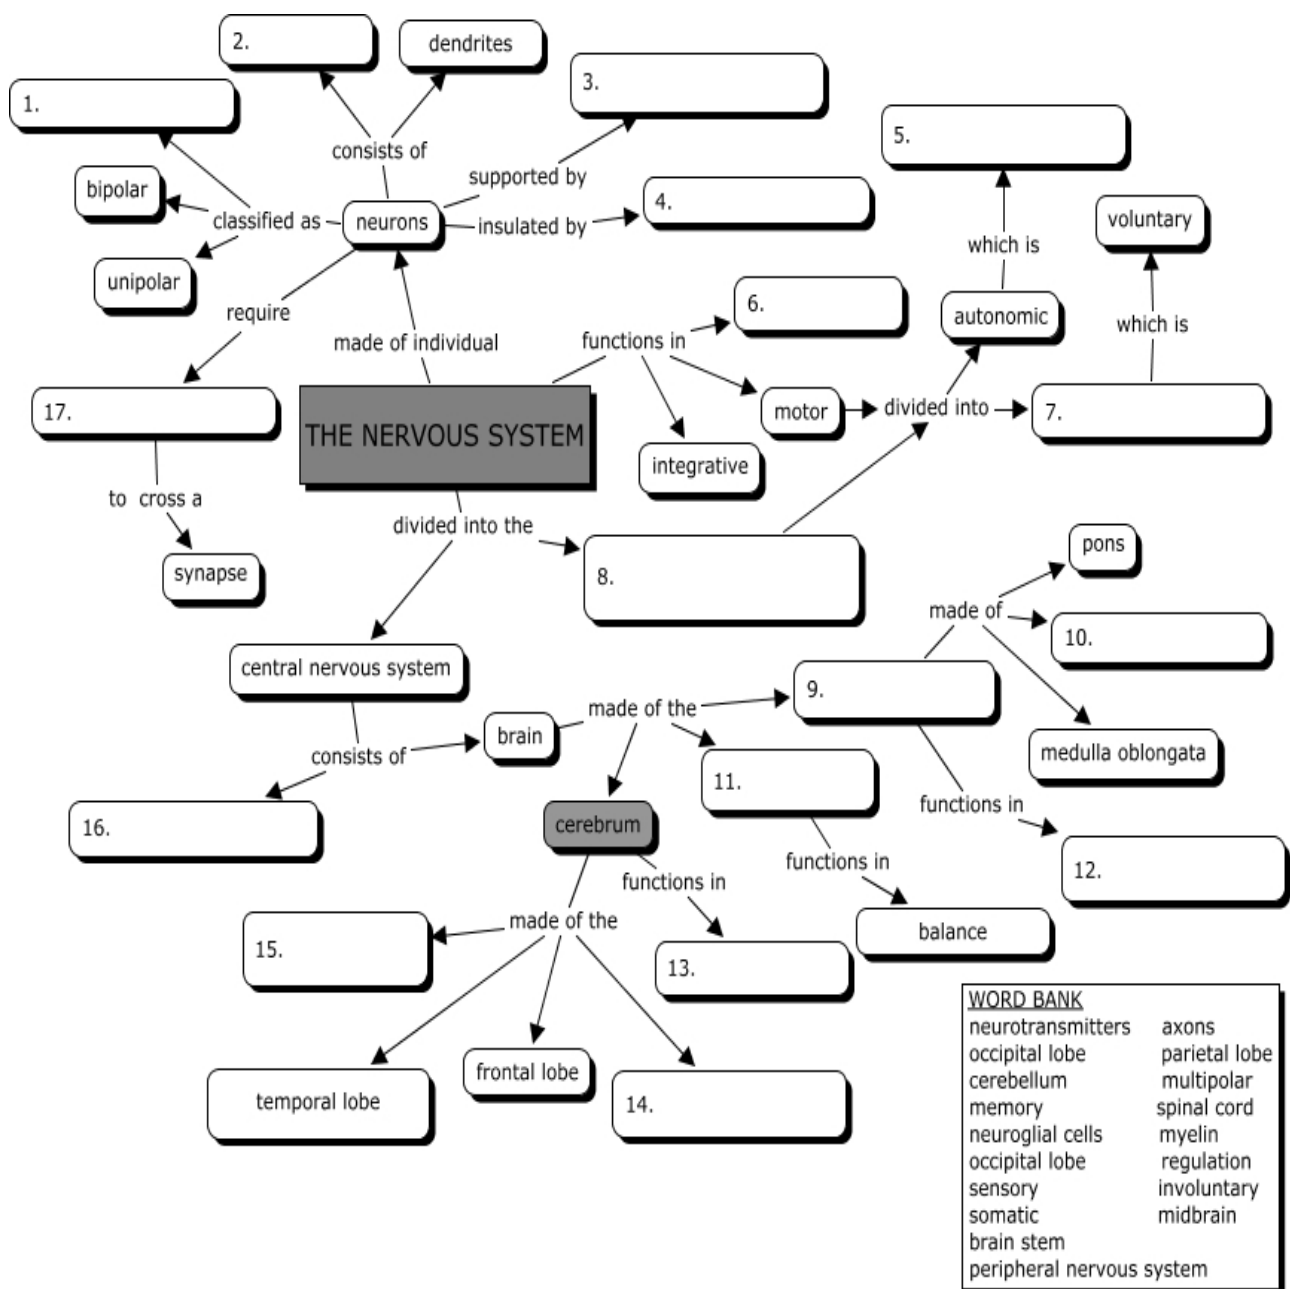 2.
dendrites
3.
1.
5.
consists of
supported by
bipolar
4.
classified as
neurons
insulated by
voluntary
which is
unipolar
6.
require
autonomic
which is
made of individual
functions in
17.
motor
divided into
7.
THE NERVOUS SYSTEM
integrative
to cross a
divided into the
pons
synapse
8.
made of
10.
central nervous system
9.
made of the
brain
consists of
medulla oblongata
11.
functions in
16.
cerebrum
functions in
12.
functions in
made of the
balance
15.
13.
frontal lobe
temporal lobe
14.
WORD BANK
neurotransmitters axons
occipital lobe parietal lobe
cerebellum multipolar
memory spinal cord
neuroglial cells myelin
occipital lobe regulation
sensory involuntary
somatic midbrain
brain stem
peripheral nervous system